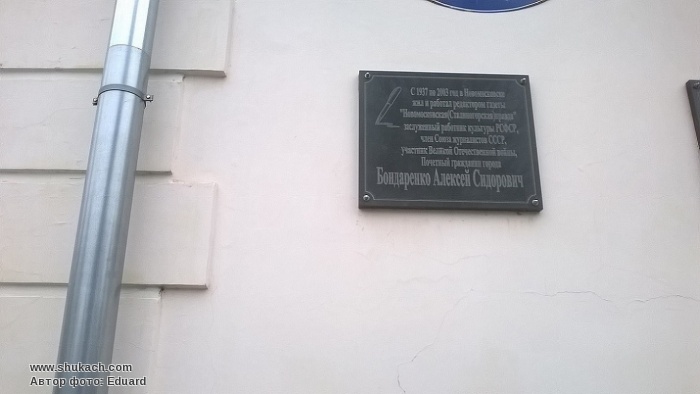 С 1937 по 2003 год в Новомосковске
жил и работал редактором газеты
"Новомосковская(Сталиногорская)правда"
заслуженный работник культуры РСФСР,
член Союза журналистов СССР,
участник Великой Отечественной войны,
Почетный гражданин города
Бондаренко Алексей Сидорович
www.shukach.com
Автор фото: Eduard